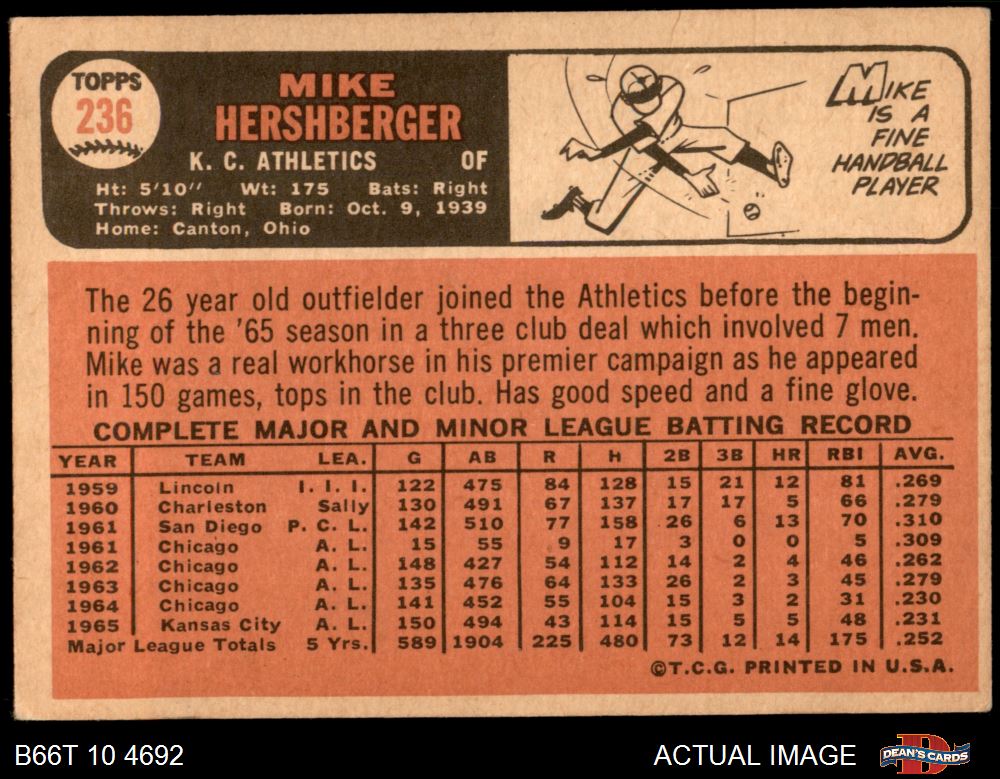 TOPPS
236
MIKE
HERSHBERGER
K. C. ATHLETICS OF
Ht: 5'10" Wt: 175 Bats: Right
Throws: Right Born: Oct. 9, 1939
Home: Canton, Ohio
MIKE
IS A
FINE
HANDBALL
PLAYER
The 26 year old outfielder joined the Athletics before the begin-
ning of the '65 season in a three club deal which involved 7 men.
Mike was a real workhorse in his premier campaign as he appeared
in 150 games, tops in the club. Has good speed and a fine glove.
COMPLETE MAJOR AND MINOR LEAGUE BATTING RECORD
YEAR TEAM LEA. G AB R H 2B 3B HR RBI AVG.
1959 Lincoln I. I. I. 122 475 84 128 15 21 12 81 .269
1960 Charleston Sally 130 491 67 137 17 17 5 66 .279
1961 San Diego P. C. L. 142 510 77 158 26 6 13 70 .310
1961 Chicago A. L. 15 55 9 17 3 0 0 5 .309
1962 Chicago A. L. 148 427 54 112 14 2 4 46 .262
1963 Chicago A. L. 135 476 64 133 26 2 3 45 .279
1964 Chicago A. L. 141 452 55 104 15 3 2 31 .230
1965 Kansas City A. L. 150 494 43 114 15 5 5 48 .231
Major League Totals 5 Yrs. 589 1904 225 480 73 12 14 175 .252
©T.C.G. PRINTED IN U.S.A.
B66T 10 4692 ACTUAL IMAGE DEAN'S CARDS